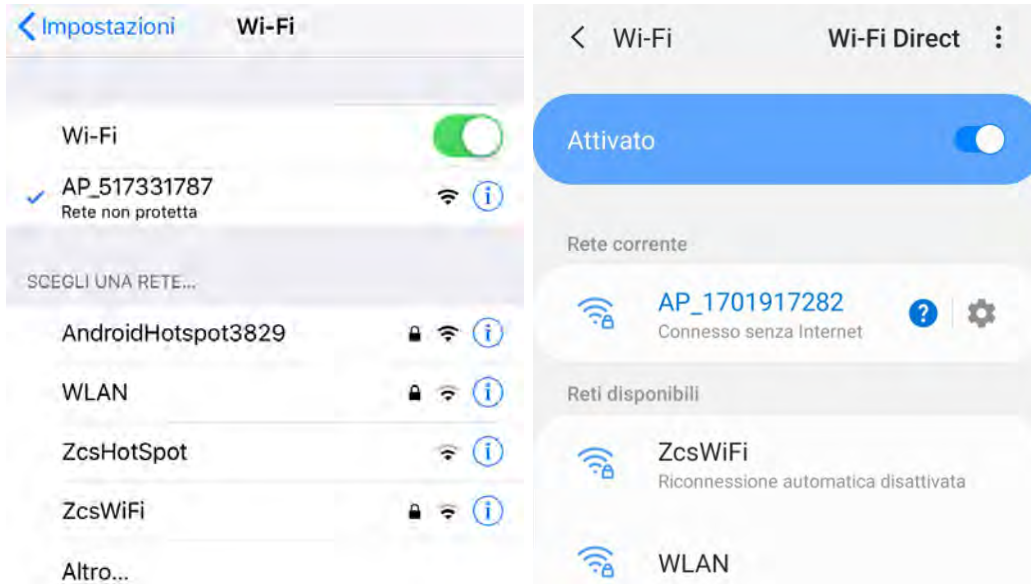 Impostazioni
Wi-Fi
Wi-Fi
AP_517331787
Rete non protetta
SCEGLI UNA RETE...
AndroidHotspot3829
WLAN
ZcsHotSpot
ZcsWiFi
Altro...
Wi-Fi
Wi-Fi Direct
Attivato
Rete corrente
AP_1701917282
Connesso senza Internet
Reti disponibili
ZcsWiFi
Riconnessione automatica disattivata
WLAN